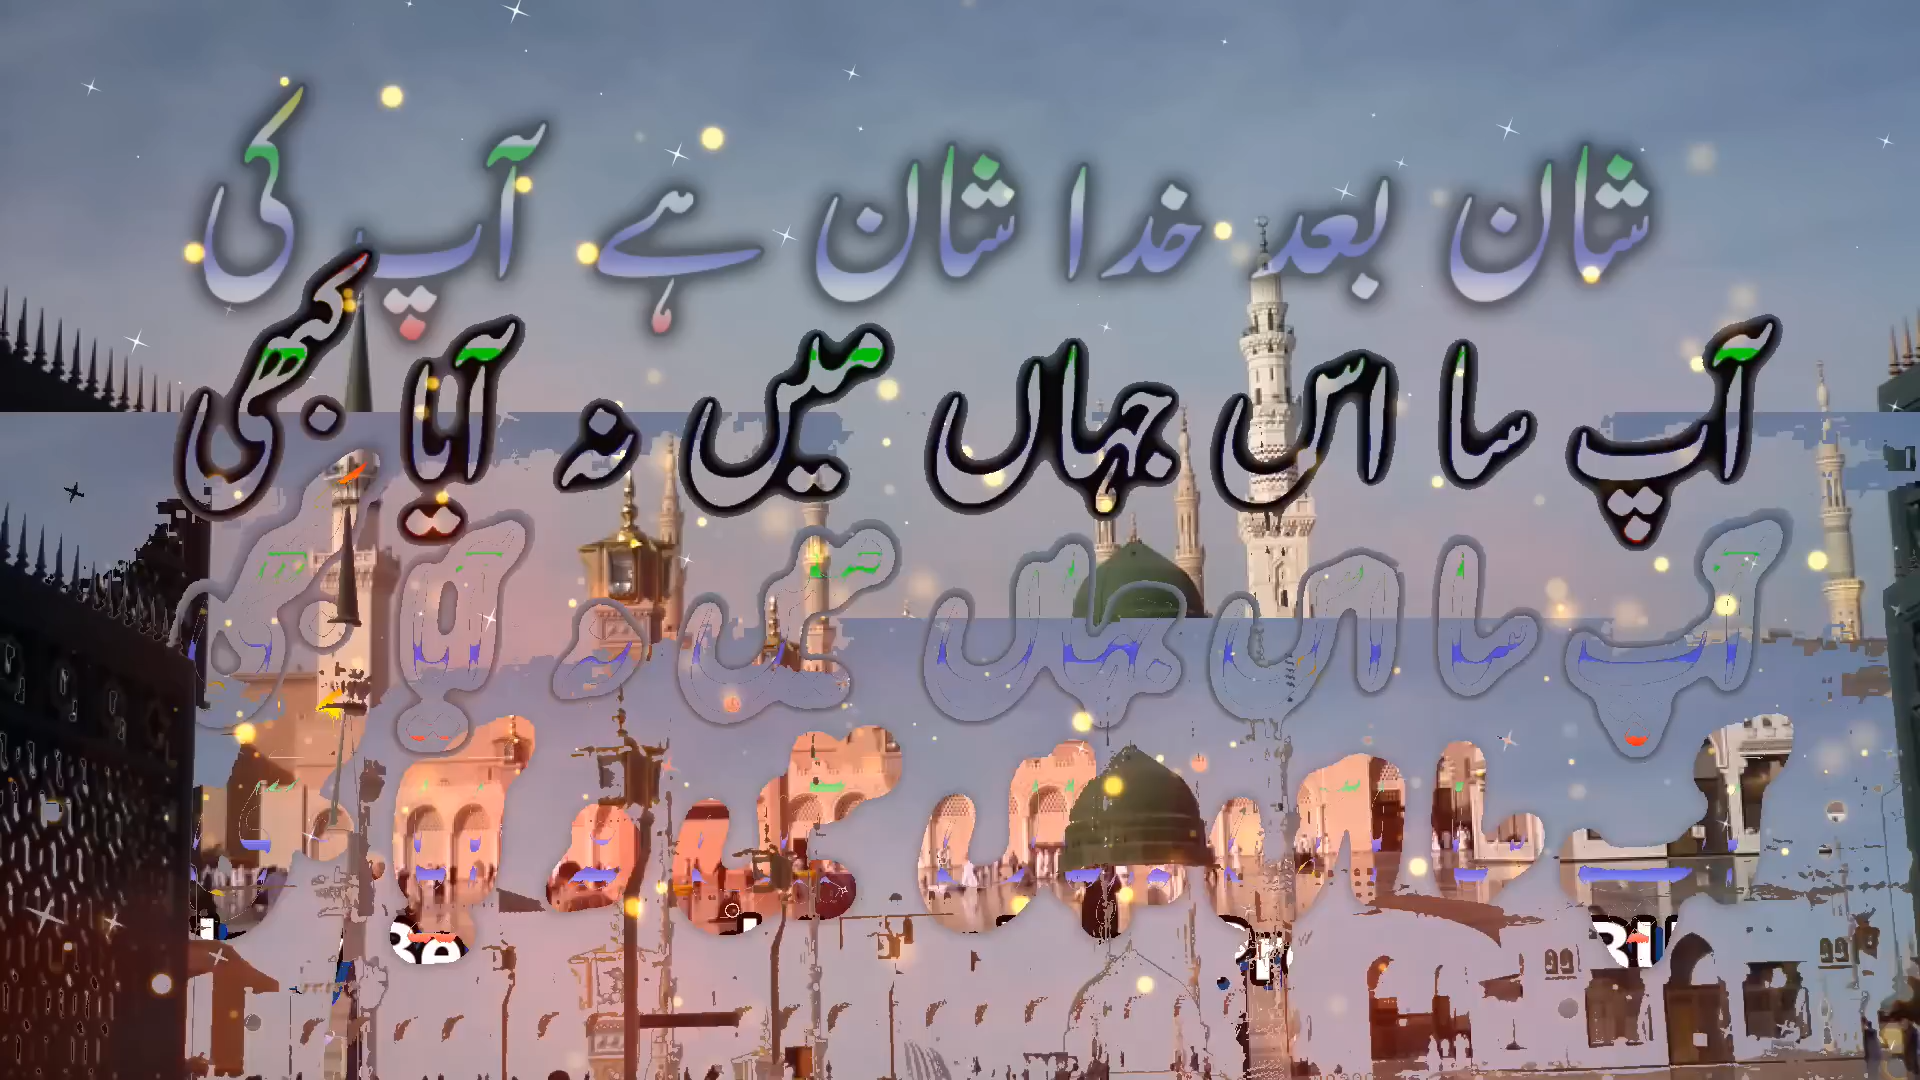 شان بعد خدا شان ہے آپ کی
آپ سا اس جہاں میں نہ آیا کبھی